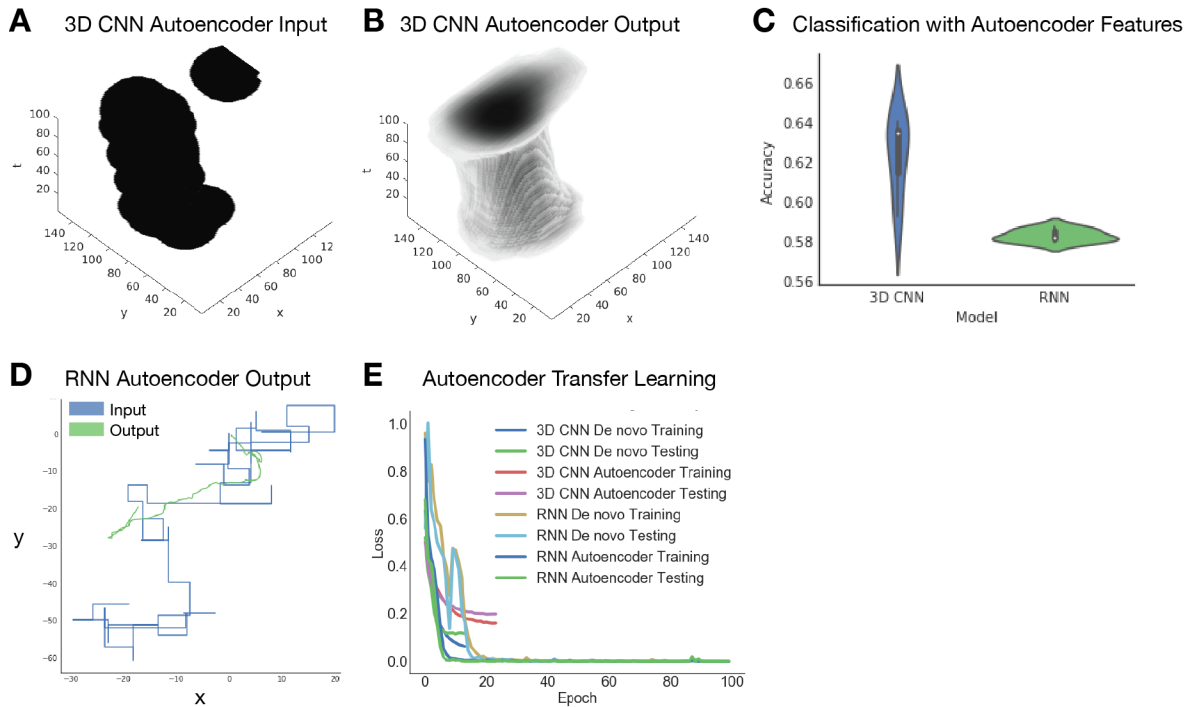 A 3D CNN Autoencoder Input
100
80
60
40
20
t
140
120
100
80
60
40
20
y
20
40
60
80
100
12
x
B 3D CNN Autoencoder Output
100
80
60
40
20
t
140
120
100
80
60
40
20
y
20
40
60
80
100
120
140
x
C Classification with Autoencoder Features
0.66
0.64
0.62
0.60
0.58
0.56
Accuracy
3D CNN RNN
Model
D RNN Autoencoder Output
Input
Output
0
−10
−20
−30
−40
−50
−60
y
−30 −20 −10 0 10 20
x
E Autoencoder Transfer Learning
1.0
0.8
0.6
0.4
0.2
0.0
Loss
3D CNN De novo Training
3D CNN De novo Testing
3D CNN Autoencoder Training
3D CNN Autoencoder Testing
RNN De novo Training
RNN De novo Testing
RNN Autoencoder Training
RNN Autoencoder Testing
0 20 40 60 80 100
Epoch